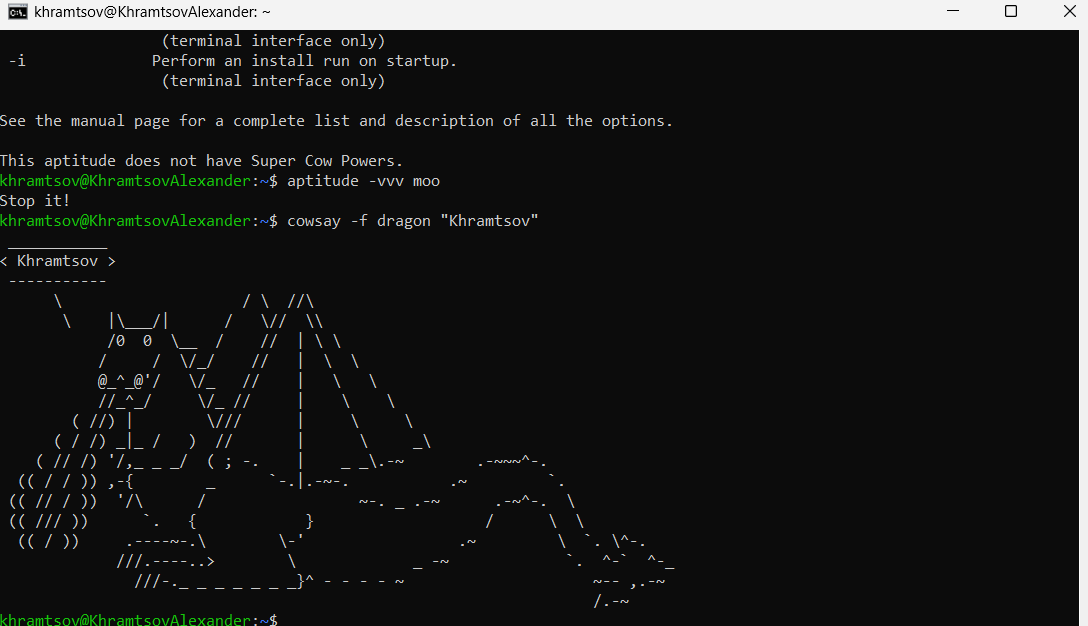 khramtsov@KhramtsovAlexander: ~
(terminal interface only)
-i              Perform an install run on startup.
(terminal interface only)
See the manual page for a complete list and description of all the options.
This aptitude does not have Super Cow Powers.
khramtsov@KhramtsovAlexander:~$ aptitude -vvv moo
Stop it!
khramtsov@KhramtsovAlexander:~$ cowsay -f dragon "Khramtsov"
< Khramtsov >
khramtsov@KhramtsovAlexander:~$